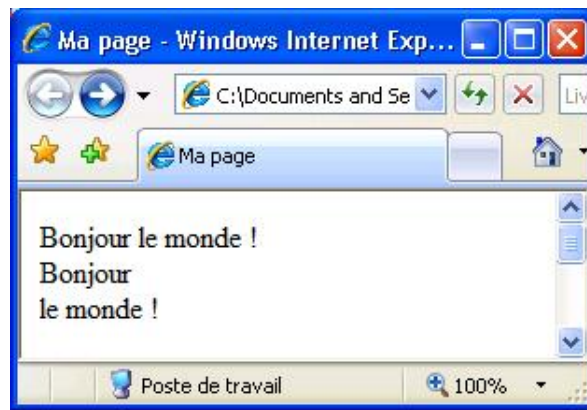 Ma page - Windows Internet Exp...
C:\Documents and Se
Liv
Ma page
Bonjour le monde !
Bonjour
le monde !
Poste de travail
100%